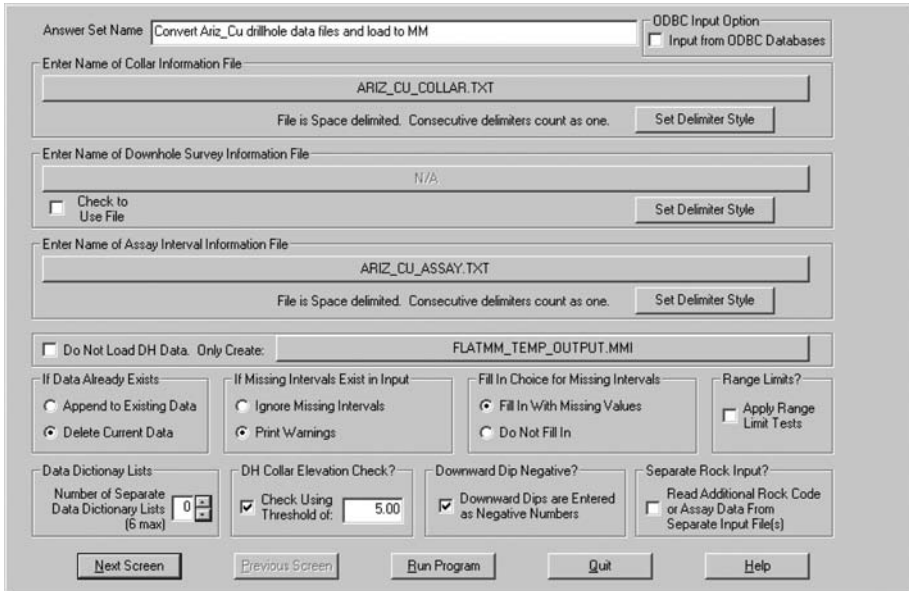 Answer Set Name Convert Ariz_Cu drillhole data files and load to MM
ODBC Input Option
Input from ODBC Databases
Enter Name of Collar Information File
ARIZ_CU_COLLAR.TXT
File is Space delimited. Consecutive delimiters count as one. Set Delimiter Style
Enter Name of Downhole Survey Information File
N/A
Check to
Use File
Set Delimiter Style
Enter Name of Assay Interval Information File
ARIZ_CU_ASSAY.TXT
File is Space delimited. Consecutive delimiters count as one. Set Delimiter Style
Do Not Load DH Data. Only Create: FLATMM_TEMP_OUTPUT.MMI
If Data Already Exists
Append to Existing Data
Delete Current Data
If Missing Intervals Exist in Input
Ignore Missing Intervals
Print Warnings
Fill In Choice for Missing Intervals
Fill In With Missing Values
Do Not Fill In
Range Limits?
Apply Range
Limit Tests
Data Dictionay Lists
Number of Separate
Data Dictionary Lists
(6 max)
0
DH Collar Elevation Check?
Check Using
Threshold of:
5.00
Downward Dip Negative?
Downward Dips are Entered
as Negative Numbers
Separate Rock Input?
Read Additional Rock Code
or Assay Data From
Separate Input File(s)
Next Screen Previous Screen Run Program Quit Help